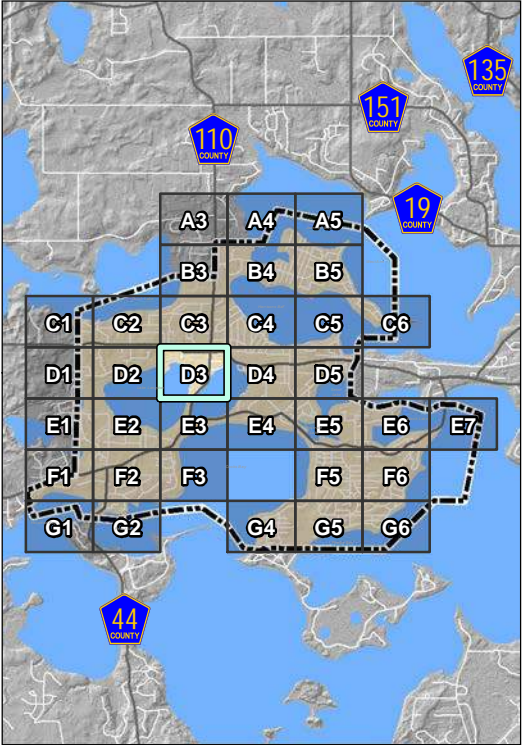 135
COUNTY
151
COUNTY
110
COUNTY
19
COUNTY
A3 A4 A5
B3 B4 B5
C1 C2 C3 C4 C5 C6
D1 D2 D3 D4 D5
E1 E2 E3 E4 E5 E6 E7
F1 F2 F3 F5 F6
G1 G2 G4 G5 G6
44
COUNTY